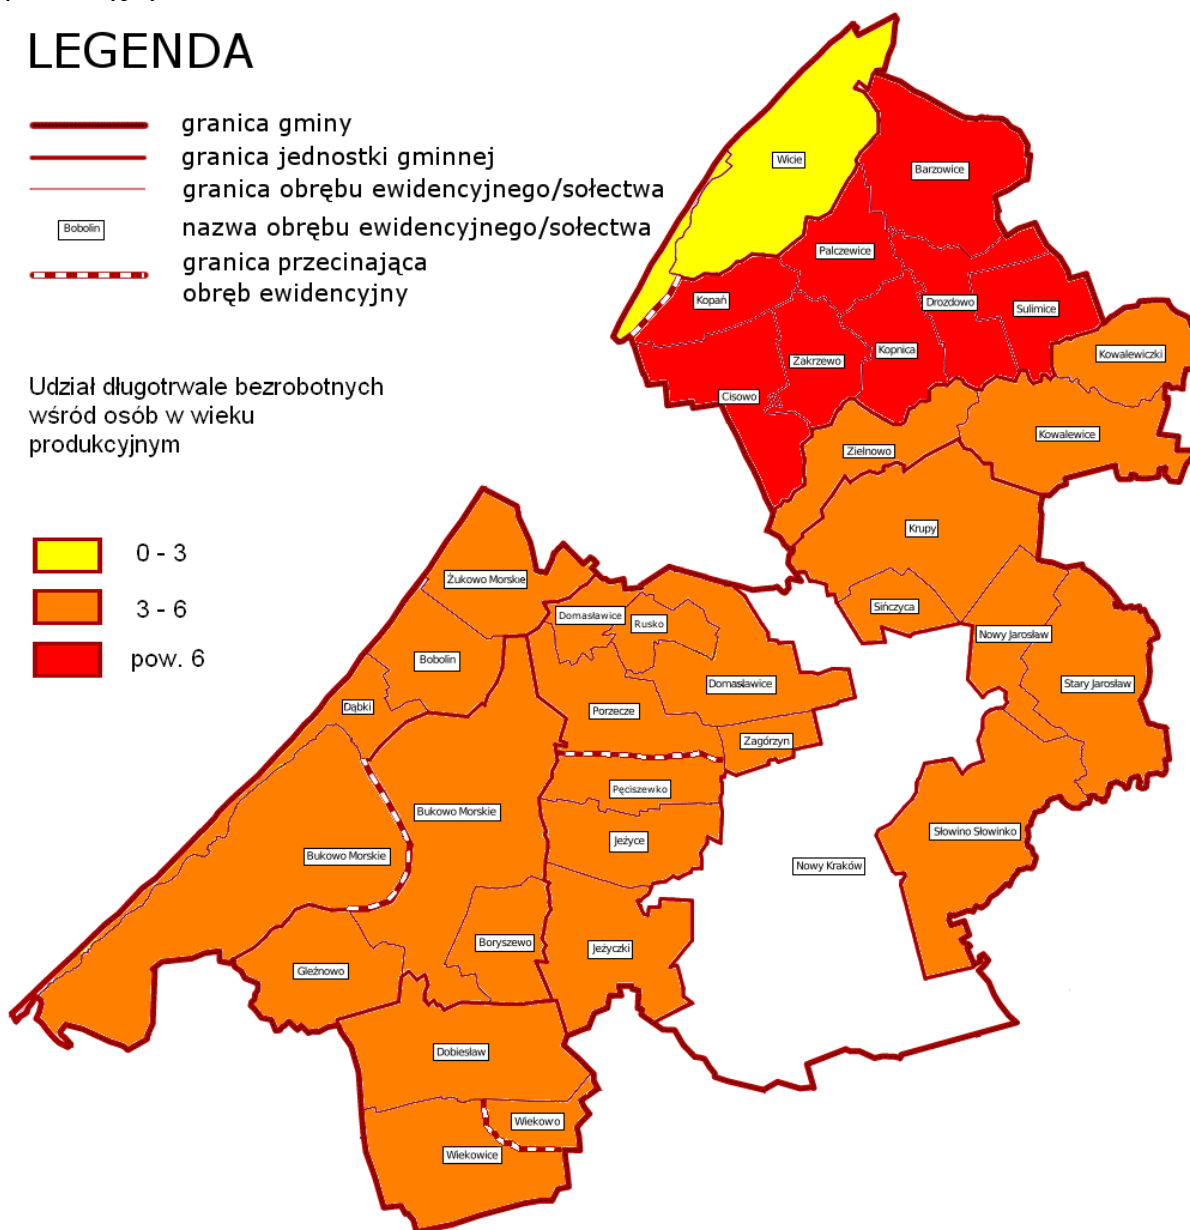 LEGENDA
granica gminy
granica jednostki gminnej
granica obrębu ewidencyjnego/sołectwa
Bobolin
nazwa obrębu ewidencyjnego/sołectwa
granica przecinająca
obręb ewidencyjny
Udział długotrwale bezrobotnych
wśród osób w wieku
produkcyjnym
0 - 3
3 - 6
pow. 6
Wicie
Barzowice
Palczewice
Kopań
Drozdowo
Sulimice
Kopnica
Zakrzewo
Kowalewiczki
Cisowo
Kowalewice
Zielnowo
Krupy
Żukowo Morskie
Sińczyca
Domasławice
Rusko
Nowy Jarosław
Bobolin
Domasławice
Stary Jarosław
Dąbki
Porzecze
Zagórzyn
Pęciszewko
Bukowo Morskie
Słowino Słowinko
Jeżyce
Bukowo Morskie
Nowy Kraków
Boryszewo
Jeżyczki
Gleźnowo
Dobiesław
Wiekowo
Wiekowice